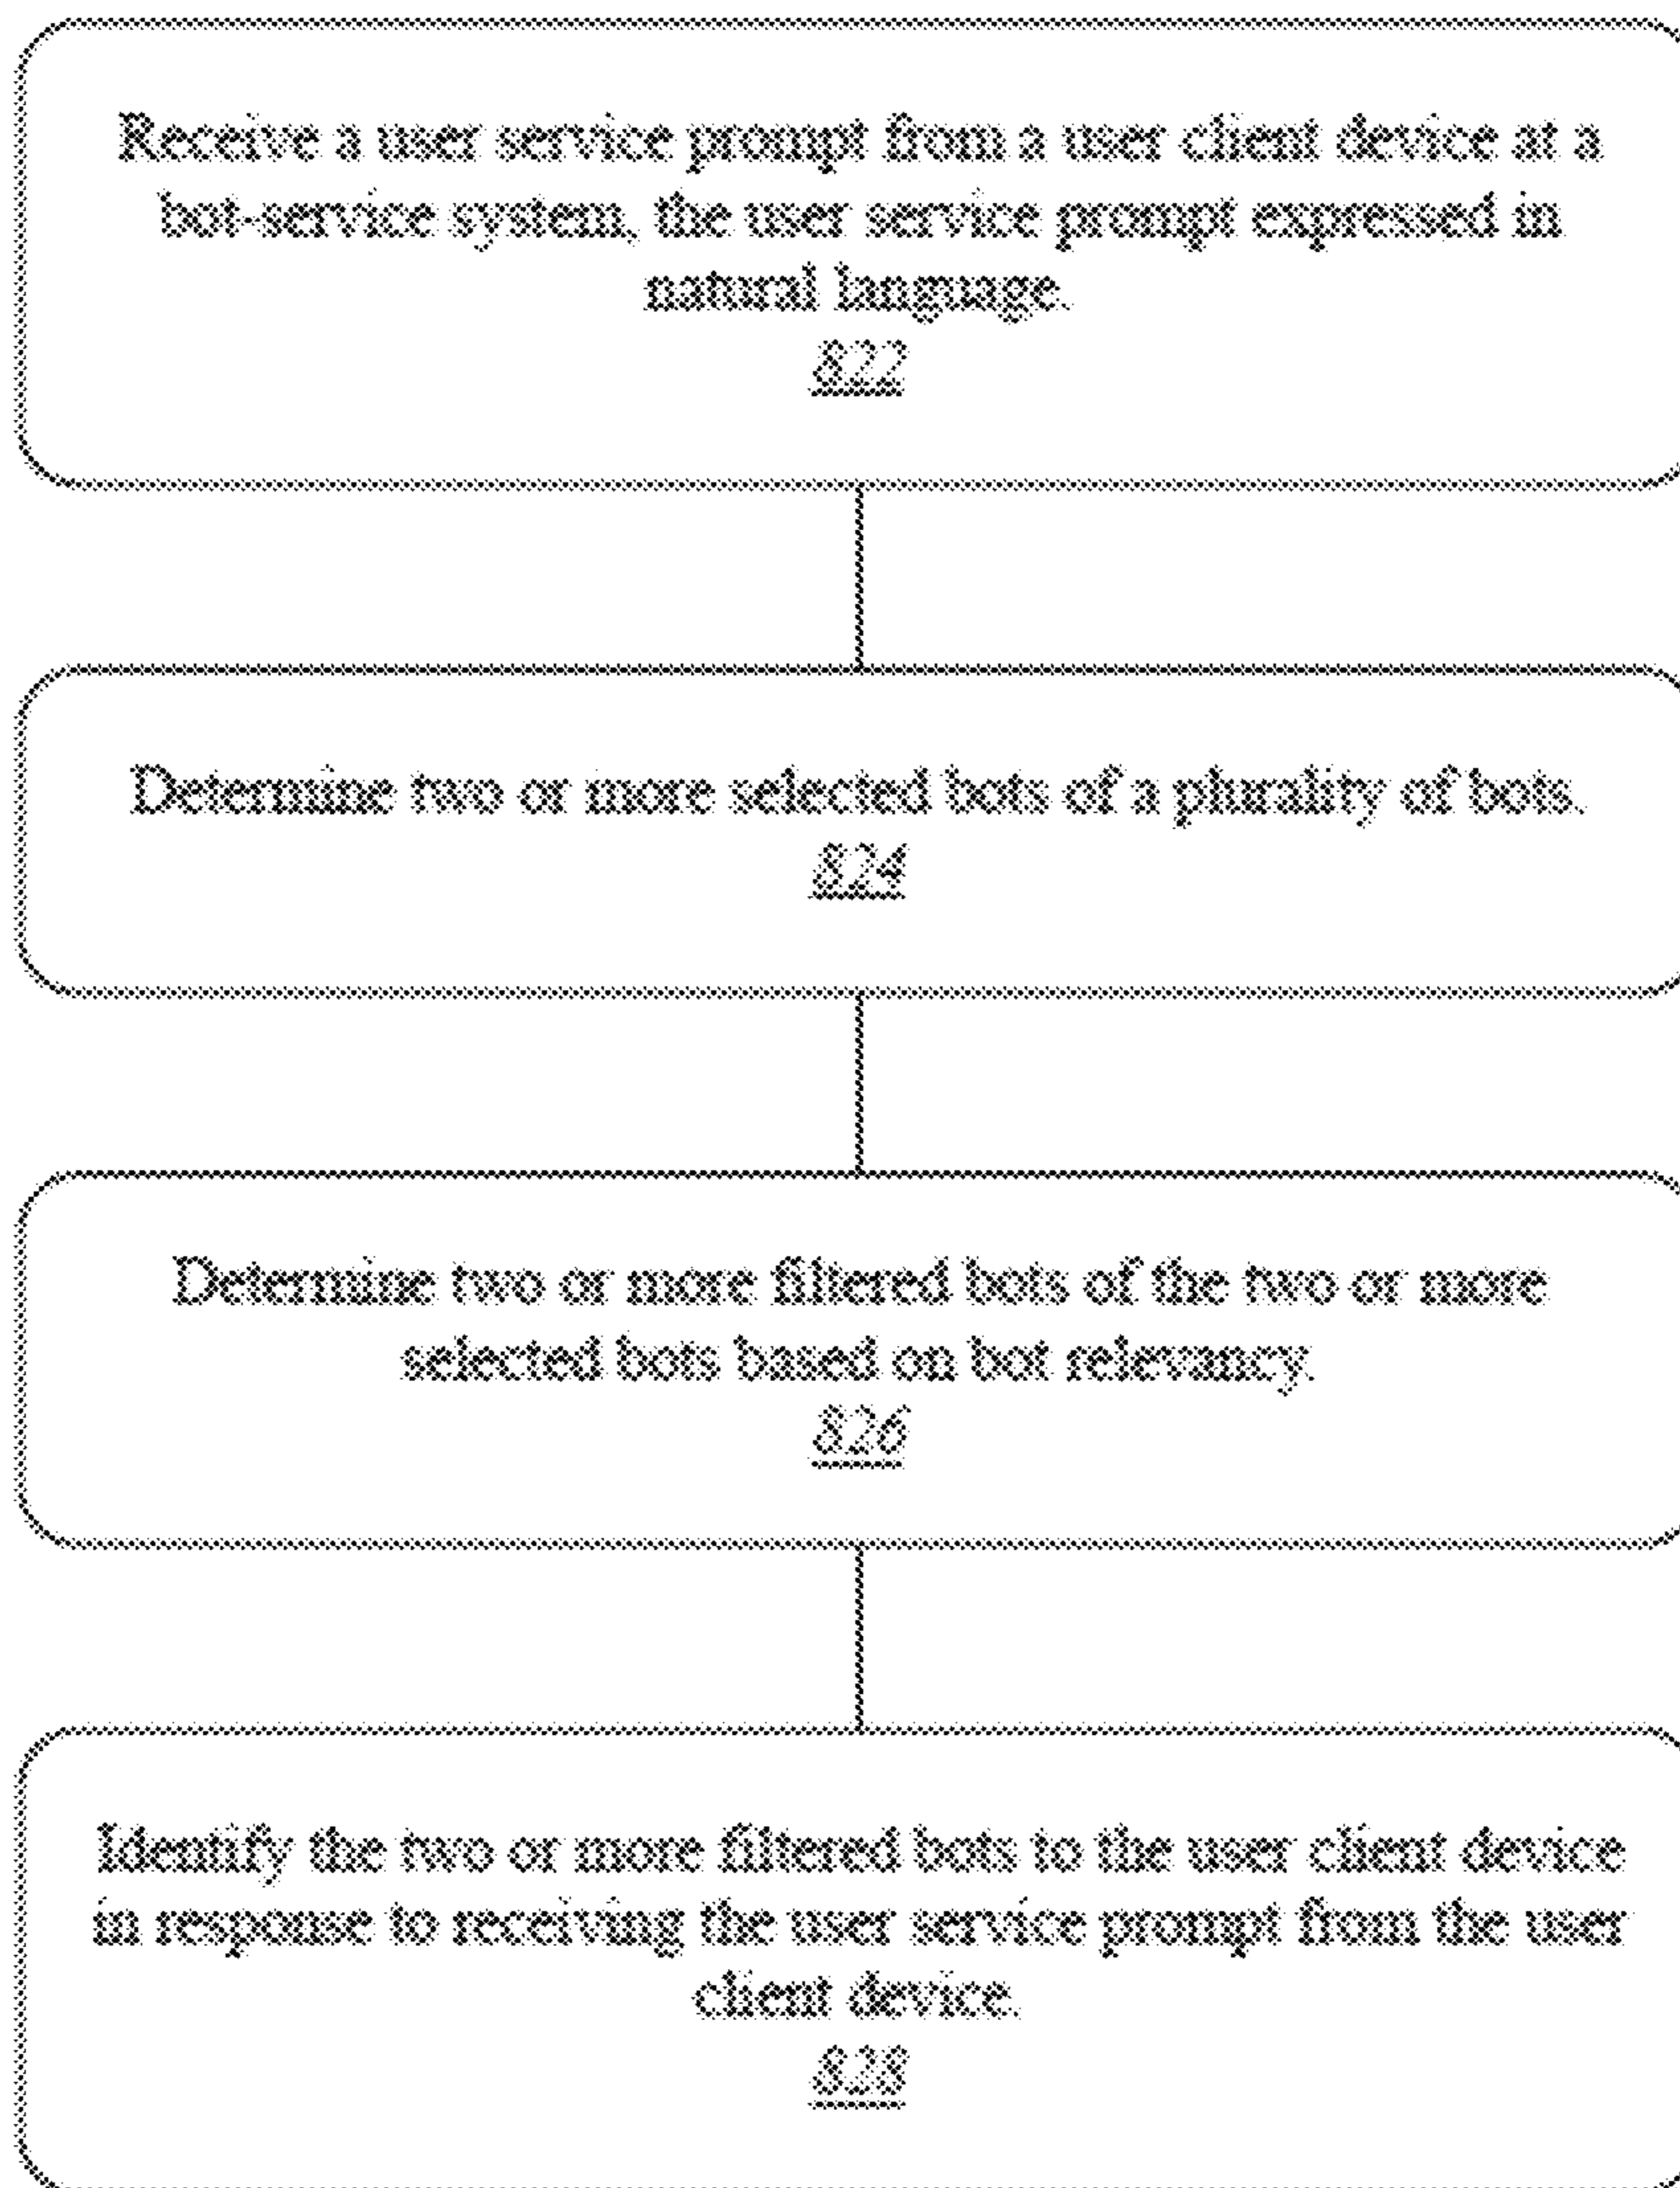 Receive a user service prompt from a user client device at a
bot-service system, the user service prompt expressed in
natural language.
822
Determine two or more selected bots of a plurality of bots.
824
Determine two or more filtered bots of the two or more
selected bots based on bot relevancy.
826
Identify the two or more filtered bots to the user client device
in response to receiving the user service prompt from the user
client device.
828